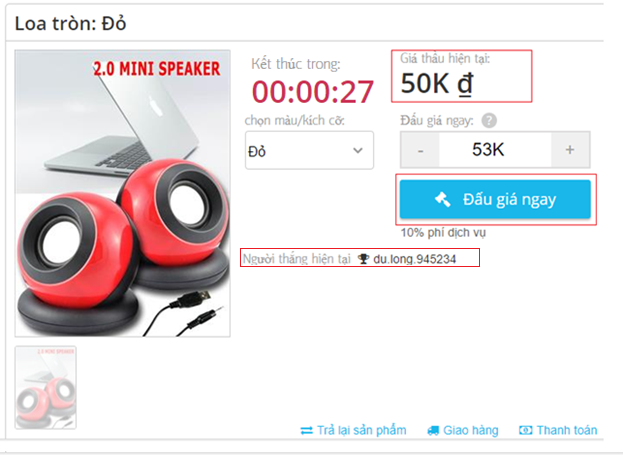 Loa tròn: Đỏ
2.0 MINI SPEAKER
Kết thúc trong:
00:00:27
chọn màu/kích cỡ:
Đỏ
Giá thầu hiện tại:
50K ₫
Đấu giá ngay: ?
- 53K +
Đấu giá ngay
10% phí dịch vụ
Người thắng hiện tại du.long.945234
2.0 MINI SPEAKER
Trả lại sản phẩm Giao hàng Thanh toán